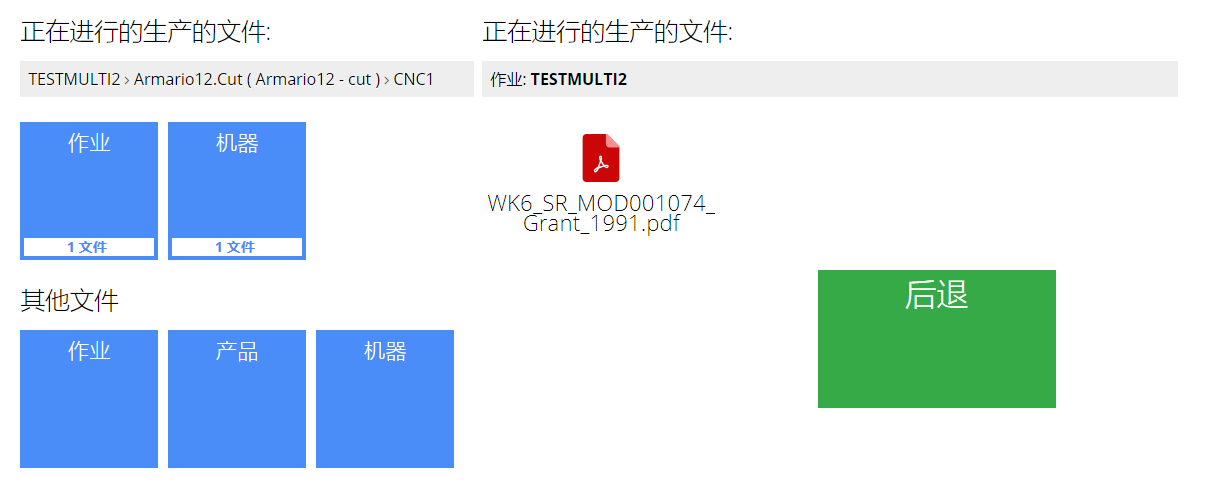 正在进行的生产的文件:
TESTMULTI2 › Armario12.Cut ( Armario12 - cut ) › CNC1
作业
机器
1 文件
1 文件
其他文件
作业
产品
机器
正在进行的生产的文件:
作业: TESTMULTI2
WK6_SR_MOD001074_
Grant_1991.pdf
后退